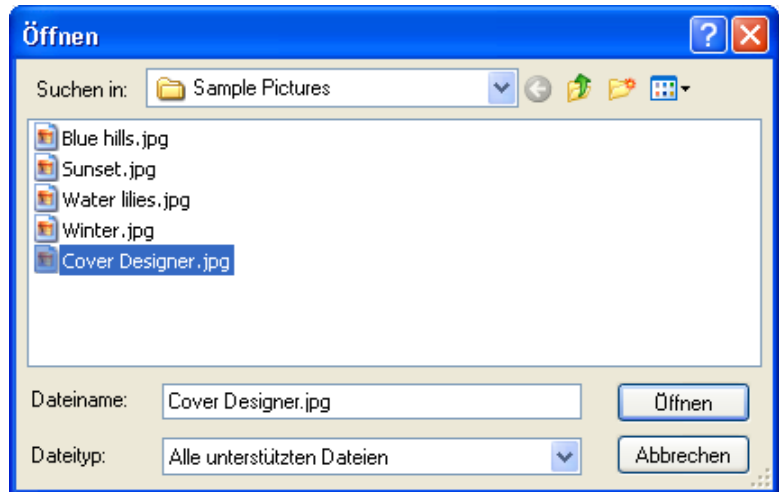 Öffnen
Suchen in: Sample Pictures
Blue hills.jpg
Sunset.jpg
Water lilies.jpg
Winter.jpg
Cover Designer.jpg
Dateiname: Cover Designer.jpg Öffnen
Dateityp: Alle unterstützten Dateien Abbrechen